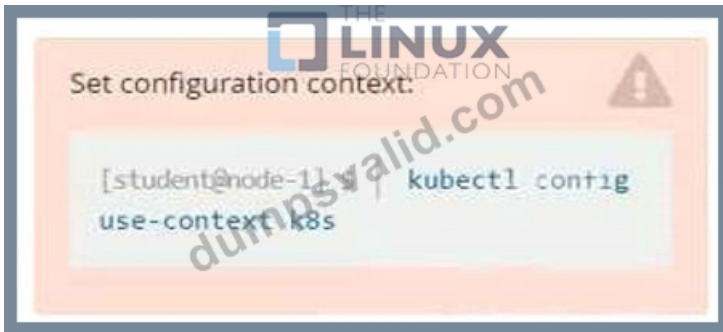 THE
LINUX
FOUNDATION
Set configuration context:
[student@node-1] $ | kubectl config
use-context k8s
dumpsvalid.com